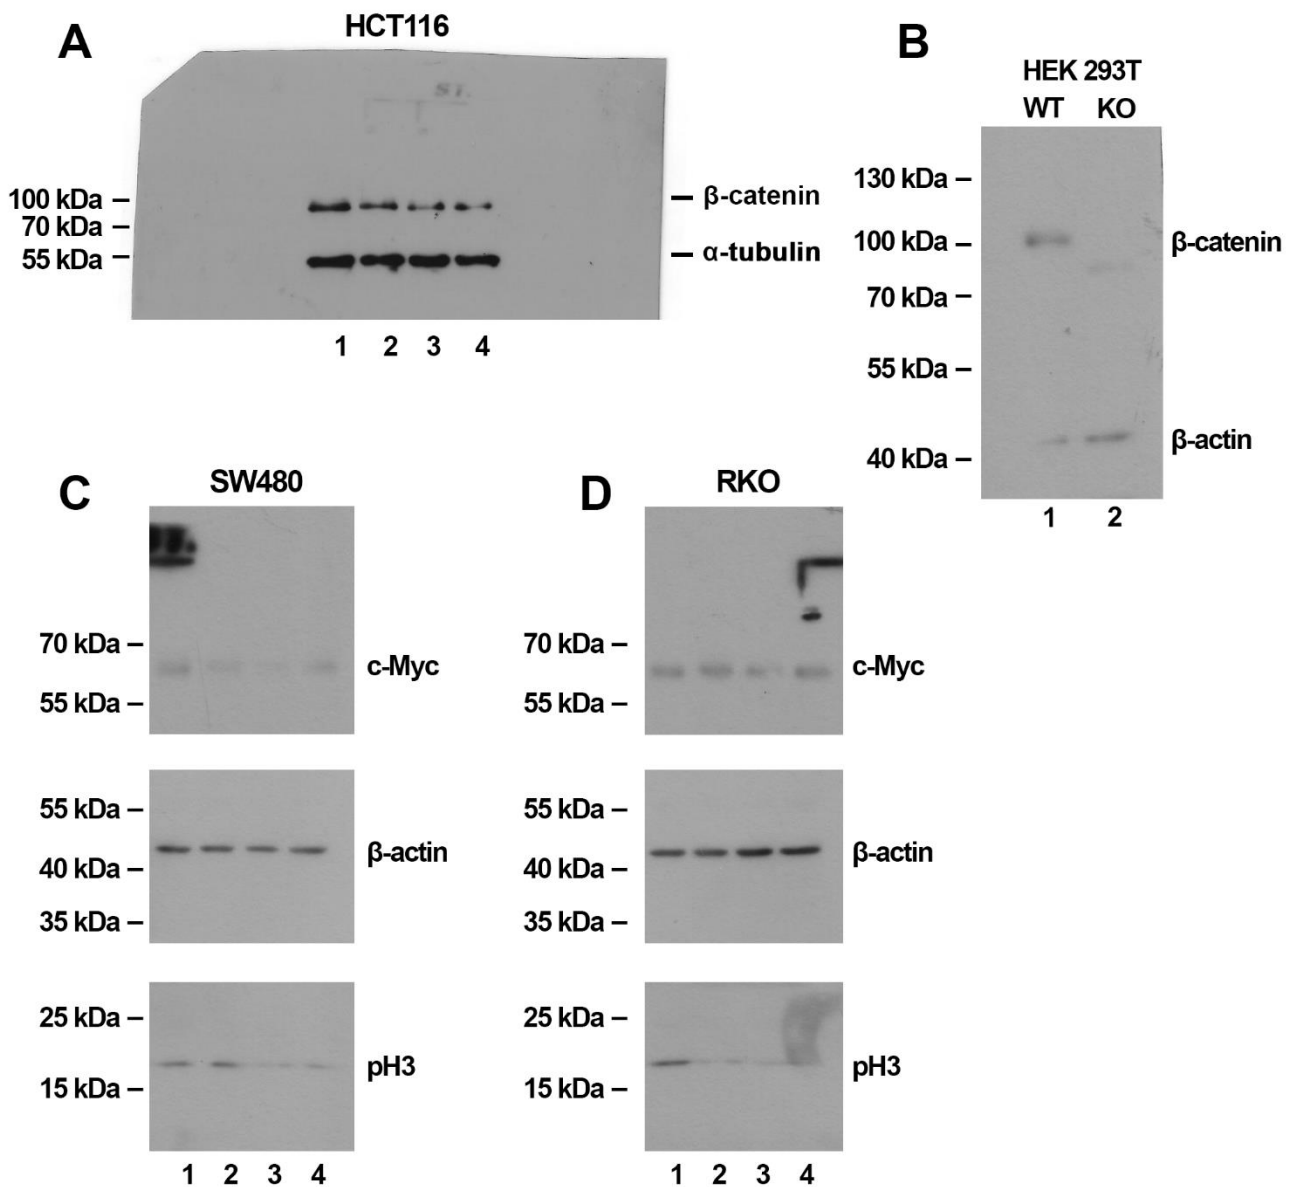 A
HCT116
ST.
100 kDa
70 kDa
55 kDa
β-catenin
α-tubulin
1 2 3 4
B
HEK 293T
WT KO
130 kDa
100 kDa
70 kDa
55 kDa
40 kDa
β-catenin
β-actin
1 2
C
SW480
70 kDa
55 kDa
c-Myc
55 kDa
40 kDa
35 kDa
β-actin
25 kDa
15 kDa
pH3
1 2 3 4
D
RKO
70 kDa
55 kDa
c-Myc
55 kDa
40 kDa
35 kDa
β-actin
25 kDa
15 kDa
pH3
1 2 3 4